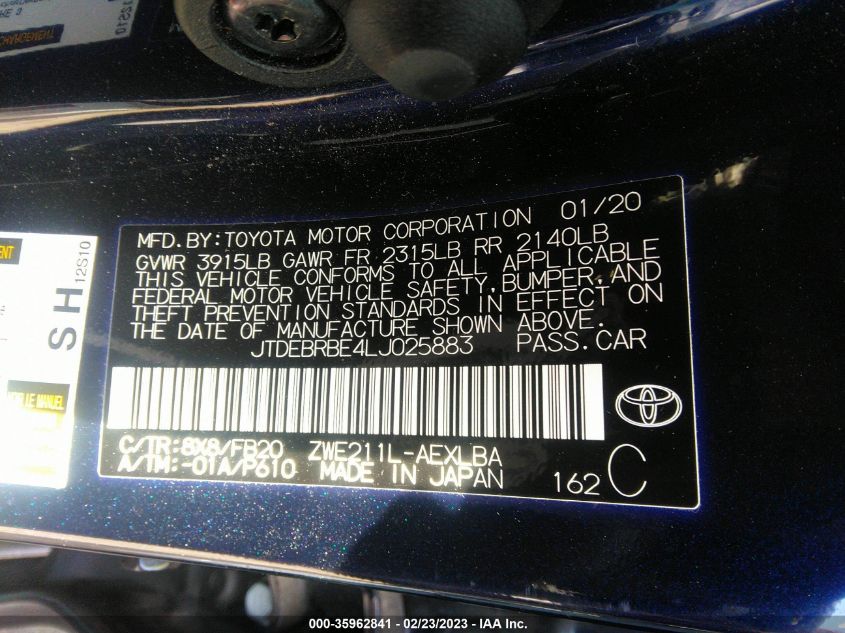 MFD.BY:TOYOTA MOTOR CORPORATION 01/20
GVWR 3915LB GAWR FR 2315LB RR 2140LB
THIS VEHICLE CONFORMS TO ALL APPLICABLE
FEDERAL MOTOR VEHICLE SAFETY,BUMPER,AND
THEFT PREVENTION STANDARDS IN EFFECT ON
THE DATE OF MANUFACTURE SHOWN ABOVE.
JTDEBRBE4LJ025883 PASS.CAR
C/TR:8X8/FB20 ZWE211L-AEXLBA
A/TM:-01A/P610 MADE IN JAPAN
162 C
SH
12S10
000-35962841 - 02/23/2023 - IAA Inc.